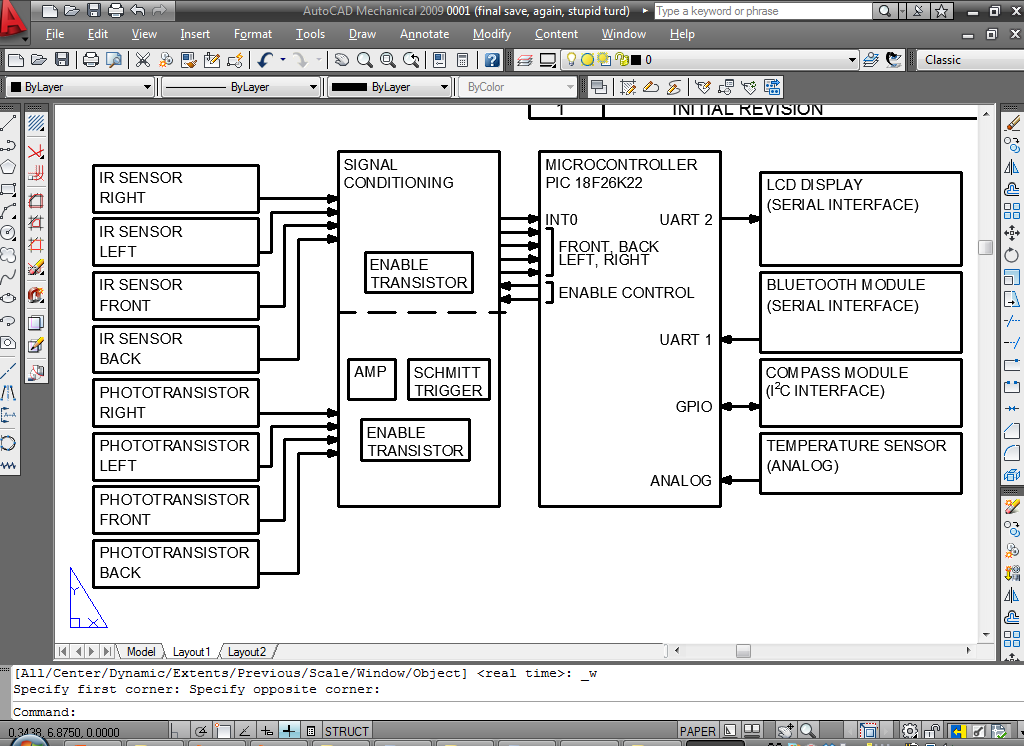 AutoCAD Mechanical 2009 0001 (final save, again, stupid turd)
Type a keyword or phrase
File Edit View Insert Format Tools Draw Annotate Modify Content Window Help
0
Classic
ByLayer
ByLayer
ByLayer
ByColor
1 INITIAL REVISION
IR SENSOR
RIGHT
IR SENSOR
LEFT
IR SENSOR
FRONT
IR SENSOR
BACK
PHOTOTRANSISTOR
RIGHT
PHOTOTRANSISTOR
LEFT
PHOTOTRANSISTOR
FRONT
PHOTOTRANSISTOR
BACK
SIGNAL
CONDITIONING
ENABLE
TRANSISTOR
AMP
SCHMITT
TRIGGER
ENABLE
TRANSISTOR
MICROCONTROLLER
PIC 18F26K22
INT0
UART 2
FRONT, BACK
LEFT, RIGHT
ENABLE CONTROL
UART 1
GPIO
ANALOG
LCD DISPLAY
(SERIAL INTERFACE)
BLUETOOTH MODULE
(SERIAL INTERFACE)
COMPASS MODULE
(I²C INTERFACE)
TEMPERATURE SENSOR
(ANALOG)
Y
X
Model Layout1 Layout2
[All/Center/Dynamic/Extents/Previous/Scale/Window/Object] <real time>: _w
Specify first corner: Specify opposite corner:
Command:
0.3438, 6.8750, 0.0000
STRUCT
PAPER